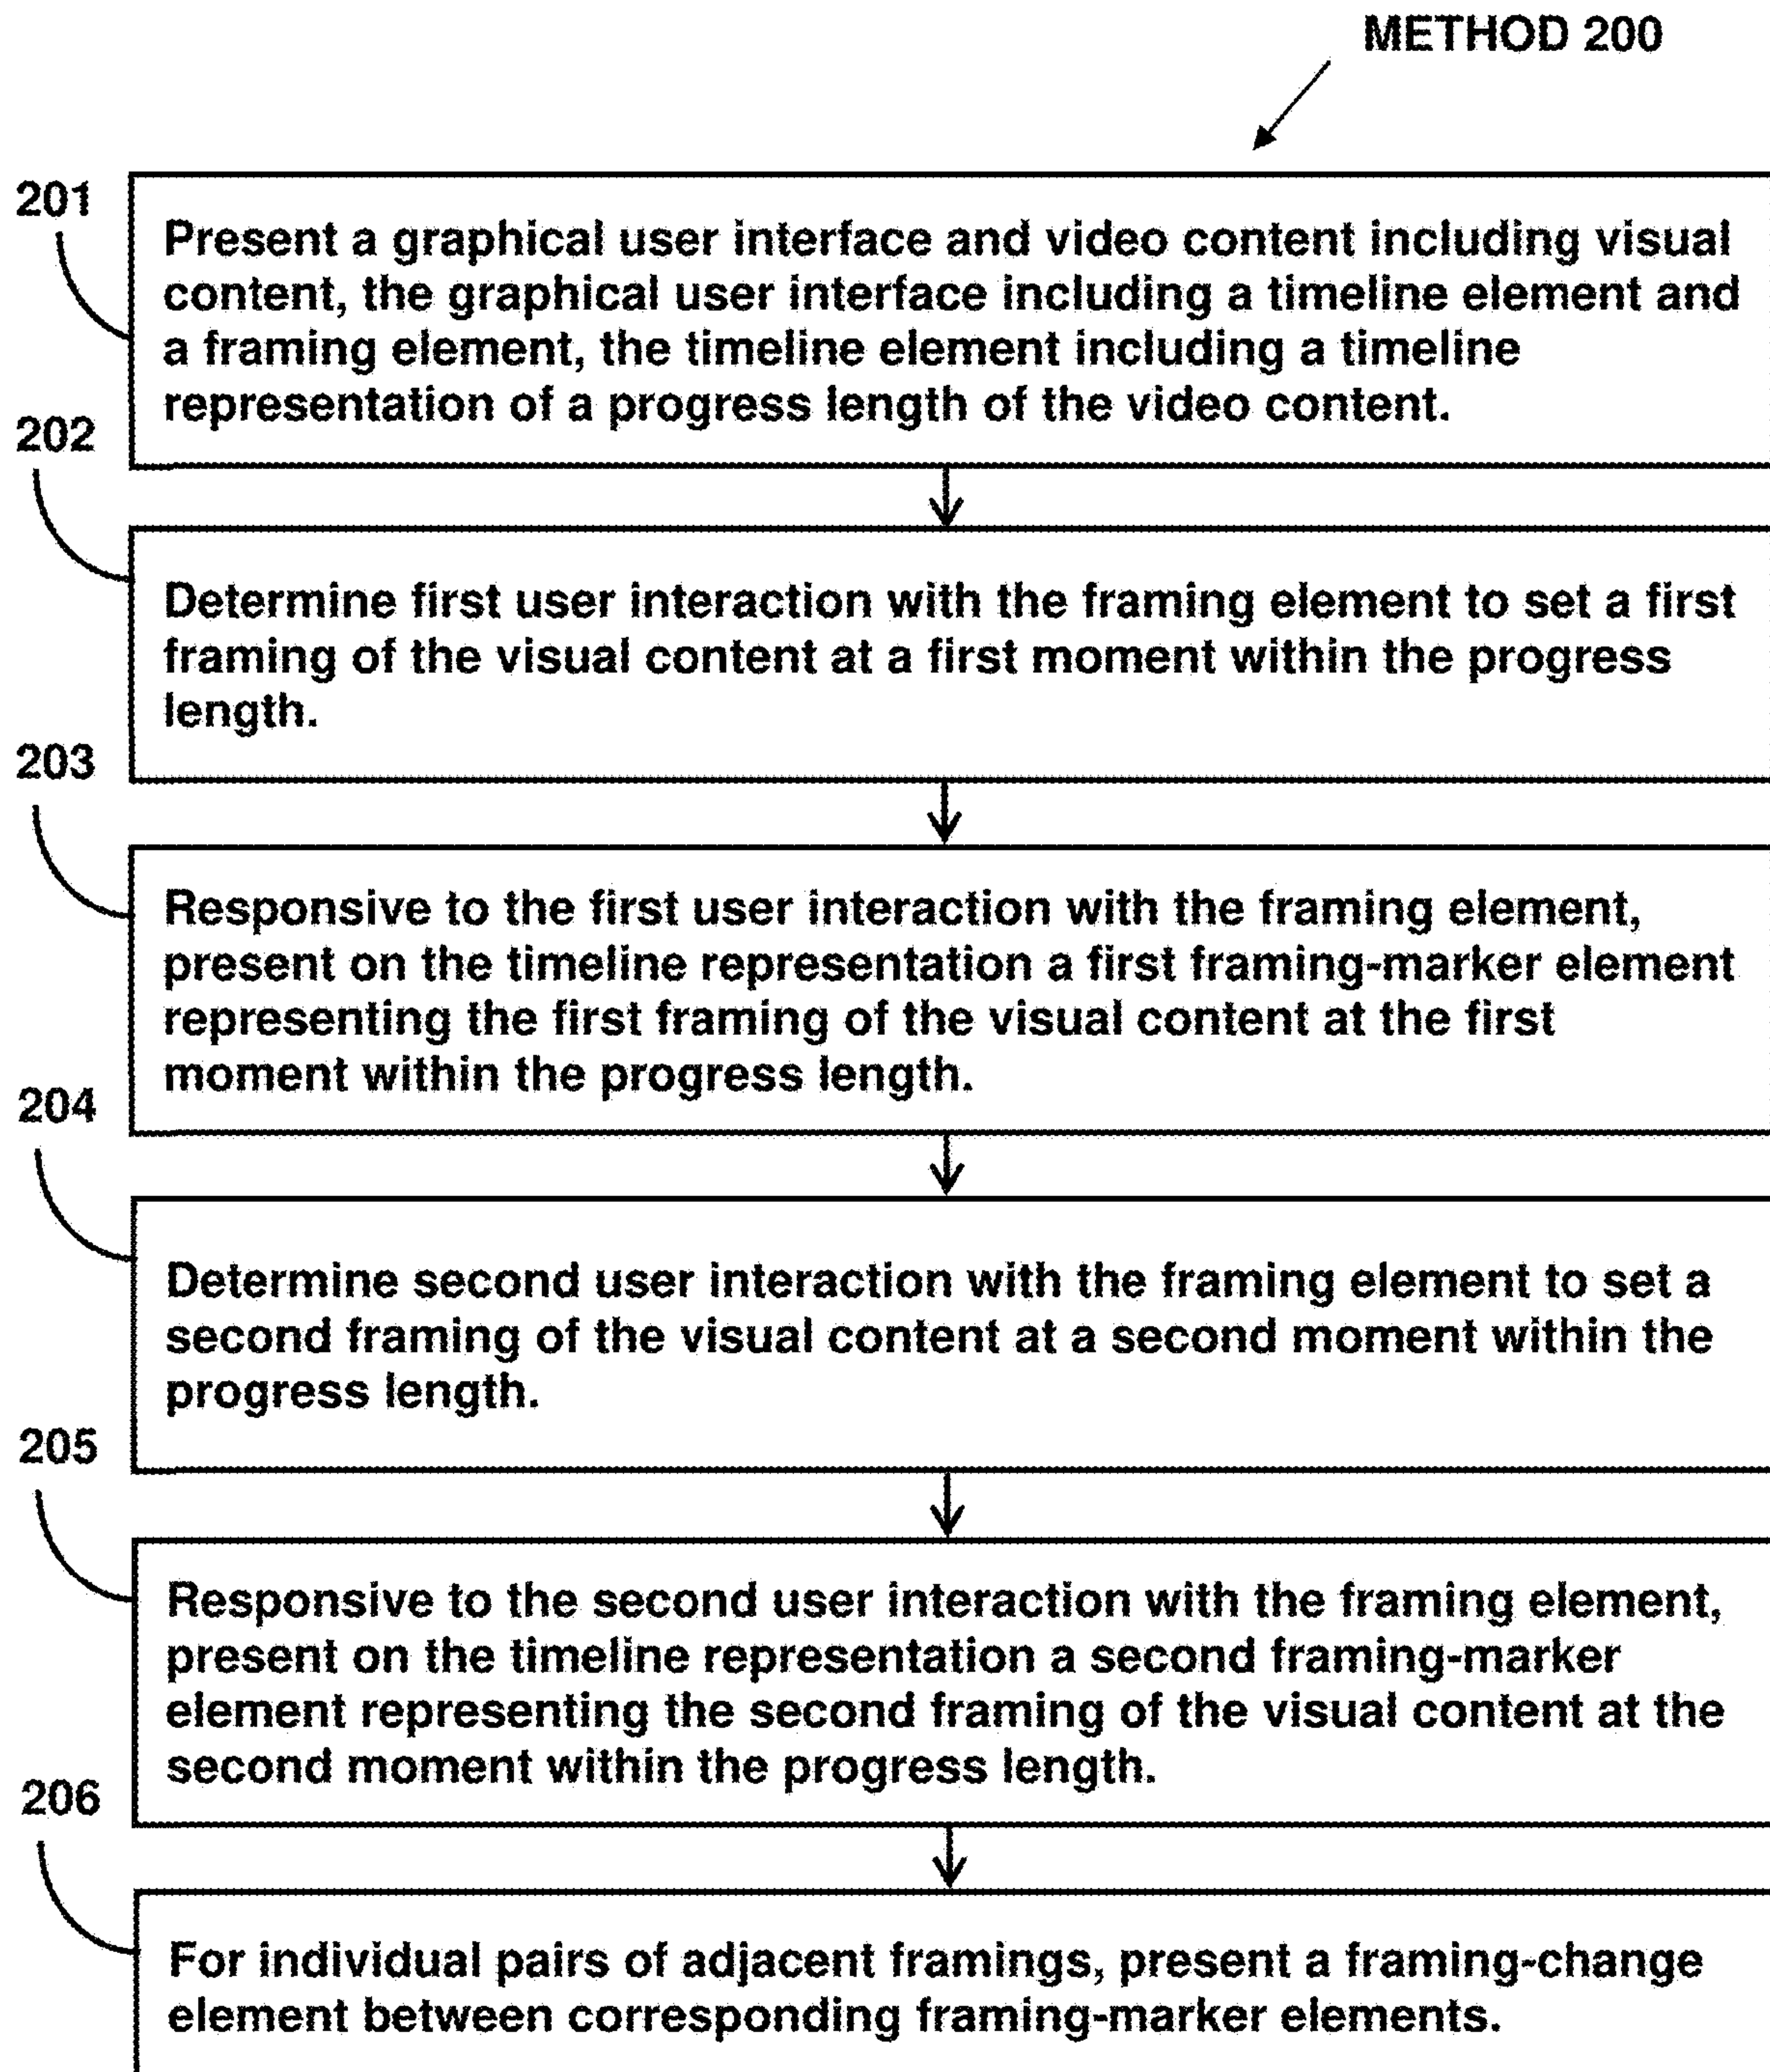 METHOD 200
201
Present a graphical user interface and video content including visual
content, the graphical user interface including a timeline element and
a framing element, the timeline element including a timeline
representation of a progress length of the video content.
202
Determine first user interaction with the framing element to set a first
framing of the visual content at a first moment within the progress
length.
203
Responsive to the first user interaction with the framing element,
present on the timeline representation a first framing-marker element
representing the first framing of the visual content at the first
moment within the progress length.
204
Determine second user interaction with the framing element to set a
second framing of the visual content at a second moment within the
progress length.
205
Responsive to the second user interaction with the framing element,
present on the timeline representation a second framing-marker
element representing the second framing of the visual content at the
second moment within the progress length.
206
For individual pairs of adjacent framings, present a framing-change
element between corresponding framing-marker elements.